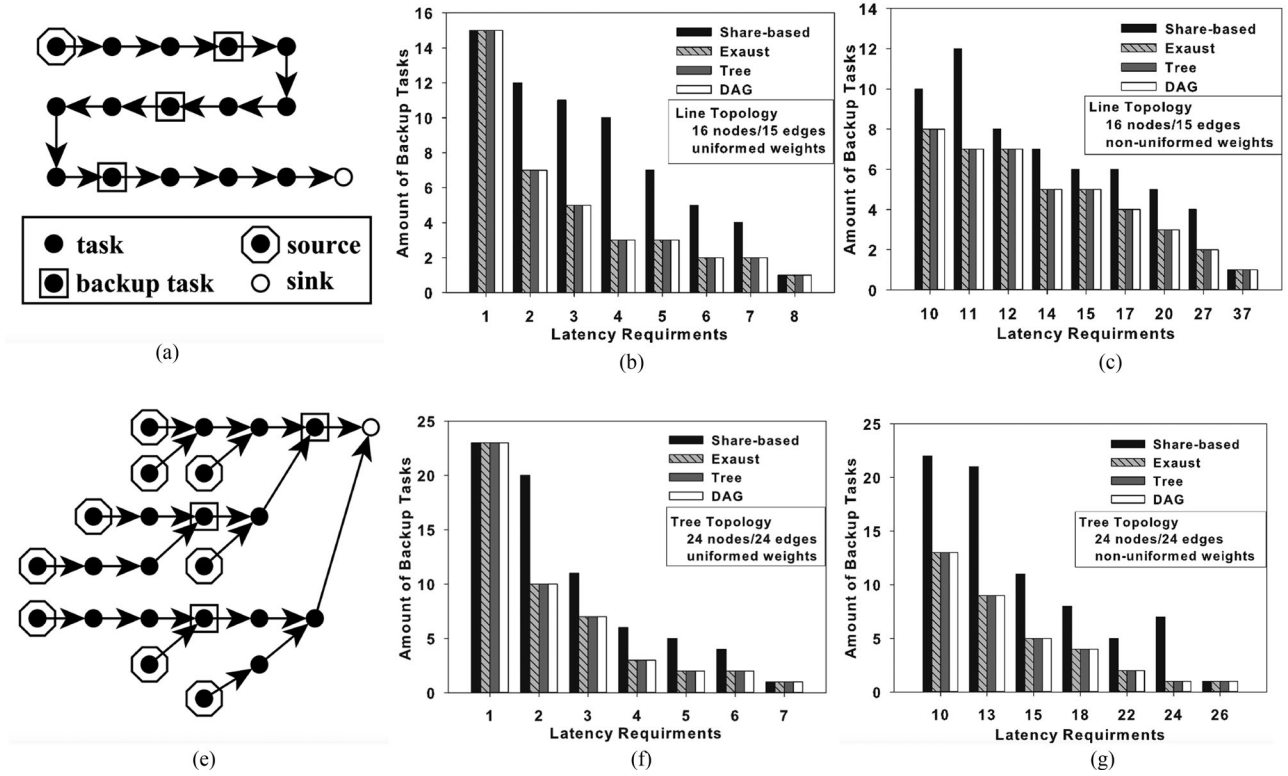 task
source
backup task
sink
(a)
16
14
12
10
8
6
4
2
0
Amount of Backup Tasks
Share-based
Exaust
Tree
DAG
Line Topology
16 nodes/15 edges
uniformed weights
1 2 3 4 5 6 7 8
Latency Requirments
(b)
14
12
10
8
6
4
2
0
Amount of Backup Tasks
Share-based
Exaust
Tree
DAG
Line Topology
16 nodes/15 edges
non-uniformed weights
10 11 12 14 15 17 20 27 37
Latency Requirments
(c)
(e)
25
20
15
10
5
0
Amount of Backup Tasks
Share-based
Exaust
Tree
DAG
Tree Topology
24 nodes/24 edges
uniformed weights
1 2 3 4 5 6 7
Latency Requirments
(f)
25
20
15
10
5
0
Amount of Backup Tasks
Share-based
Exaust
Tree
DAG
Tree Topology
24 nodes/24 edges
non-uniformed weights
10 13 15 18 22 24 26
Latency Requirments
(g)